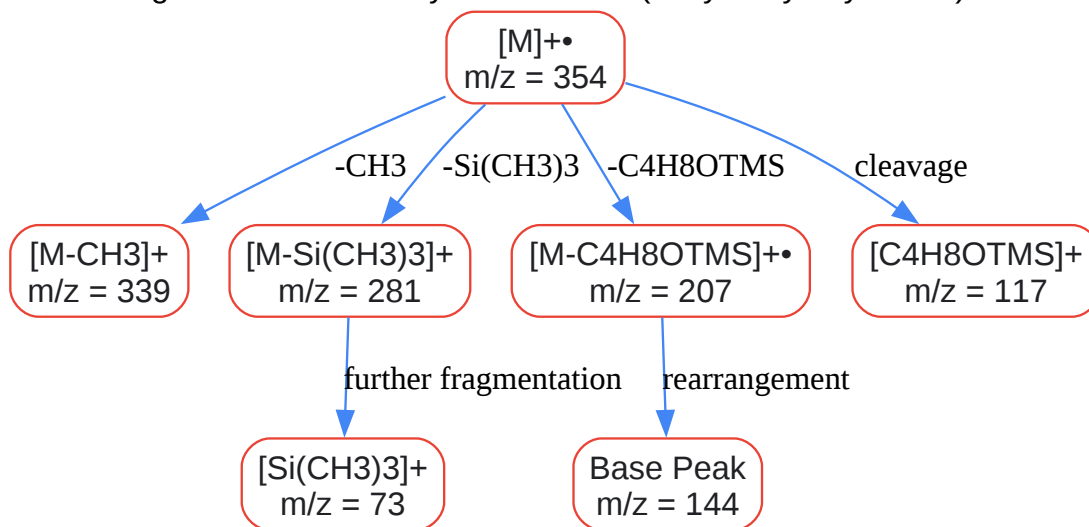 [M]+•
m/z = 354
-CH3
-Si(CH3)3
-C4H8OTMS
cleavage
[M-CH3]+
m/z = 339
[M-Si(CH3)3]+
m/z = 281
[M-C4H8OTMS]+•
m/z = 207
[C4H8OTMS]+
m/z = 117
further fragmentation
rearrangement
[Si(CH3)3]+
m/z = 73
Base Peak
m/z = 144